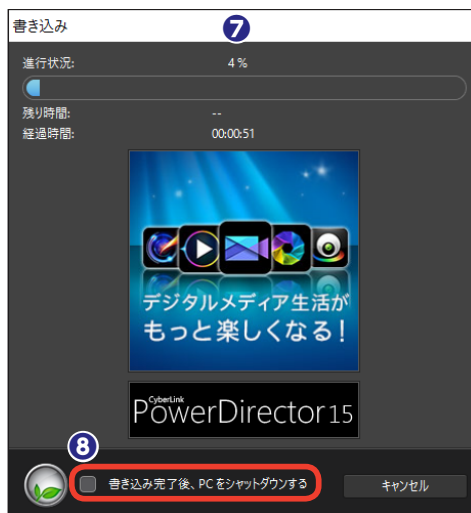 書き込み
7
進行状況: 4 %
残り時間: --
経過時間: 00:00:51
デジタルメディア生活が
もっと楽しくなる！
CyberLink
PowerDirector 15
8
書き込み完了後、PCをシャットダウンする
キャンセル